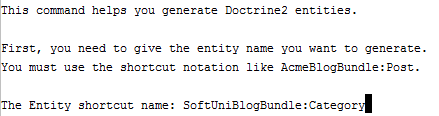 This command helps you generate Doctrine2 entities.
First, you need to give the entity name you want to generate.
You must use the shortcut notation like AcmeBlogBundle:Post.
The Entity shortcut name: SoftUniBlogBundle:Category